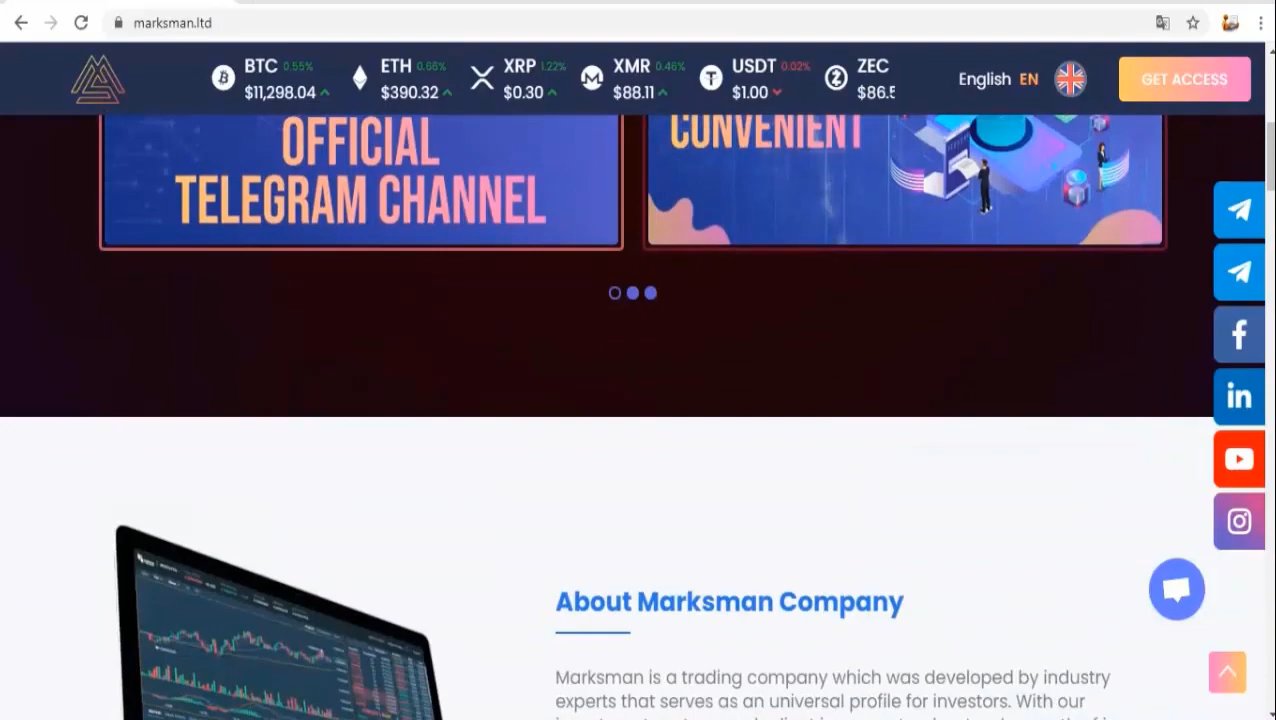 marksman.ltd
BTC 0.55%
$11,298.04
ETH 0.66%
$390.32
XRP 1.22%
$0.30
XMR 0.46%
$88.11
USDT 0.02%
$1.00
ZEC
$86.5
English EN
GET ACCESS
OFFICIAL
TELEGRAM CHANNEL
CONVENIENT
About Marksman Company
Marksman is a trading company which was developed by industry
experts that serves as an universal profile for investors. With our